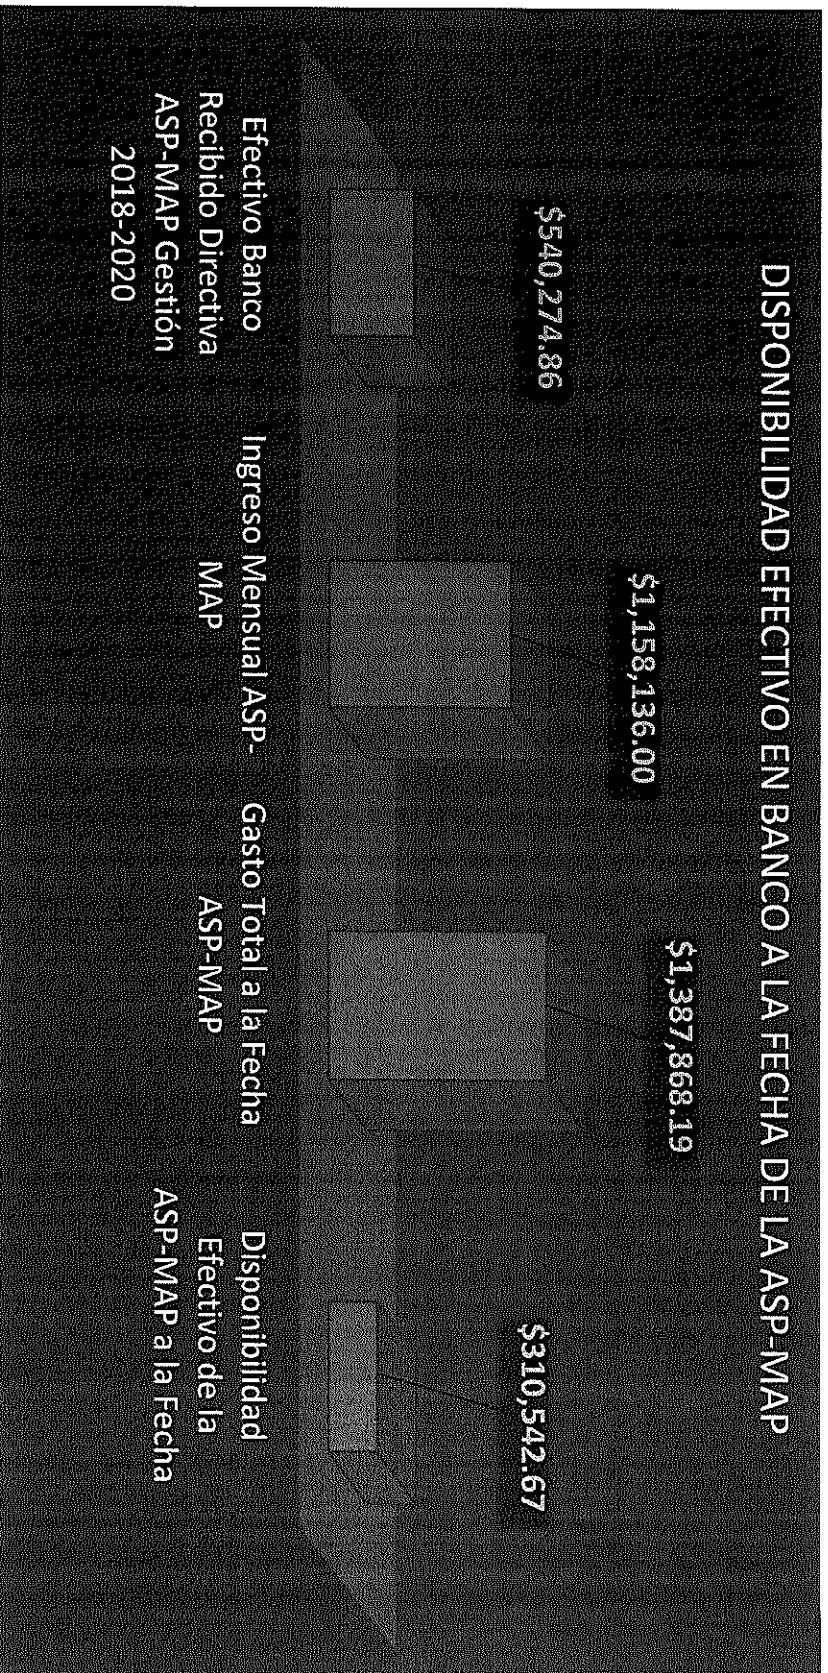 DISPONIBILIDAD EFECTIVO EN BANCO A LA FECHA DE LA ASP-MAP
$540,274.86
$1,158,136.00
$1,387,868.19
$310,542.67
Efectivo Banco
Recibido Directiva
ASP-MAP Gestión
2018-2020
Ingreso Mensual ASP-
MAP
Gasto Total a la Fecha
ASP-MAP
Disponibilidad
Efectivo de la
ASP-MAP a la Fecha